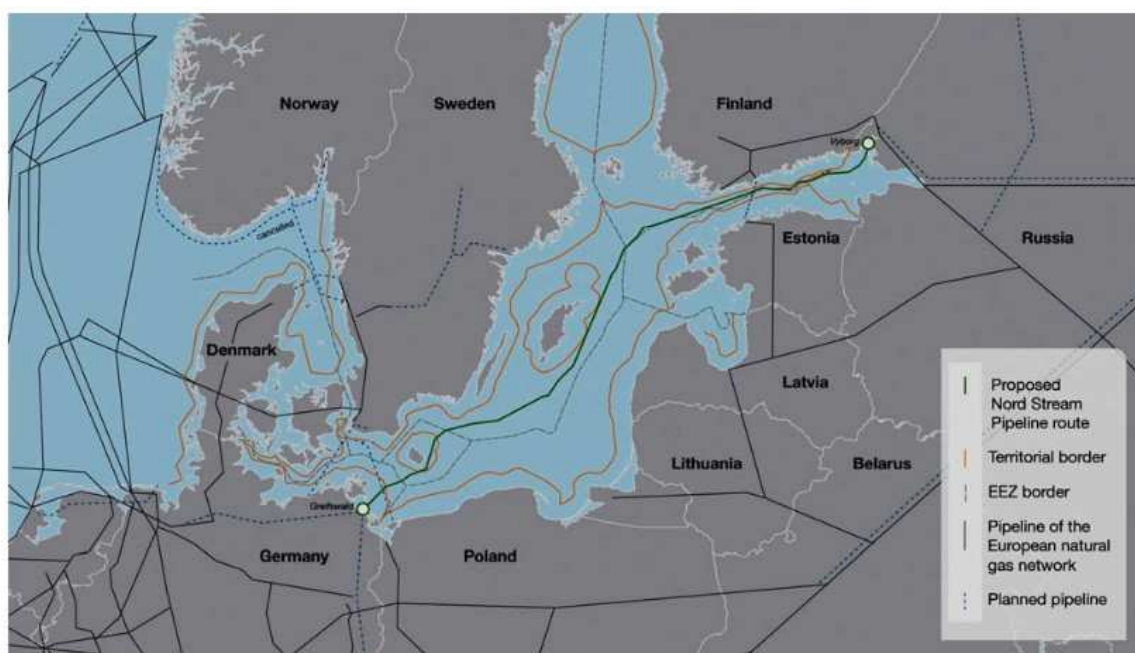 Norway
Sweden
Finland
Vyborg
cancelled
Estonia
Russia
Denmark
Latvia
Lithuania
Belarus
Greifswald
Germany
Poland
Proposed
Nord Stream
Pipeline route
Territorial border
EEZ border
Pipeline of the
European natural
gas network
Planned pipeline